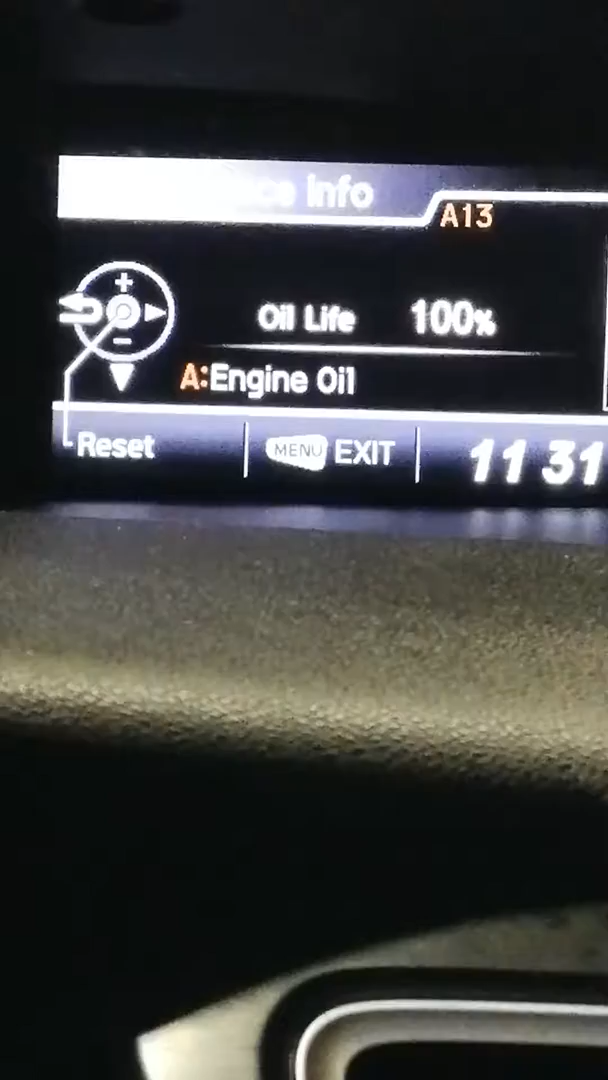 info
A13
+
Oil Life 100%
-
A:Engine Oil
Reset MENU EXIT 11 31